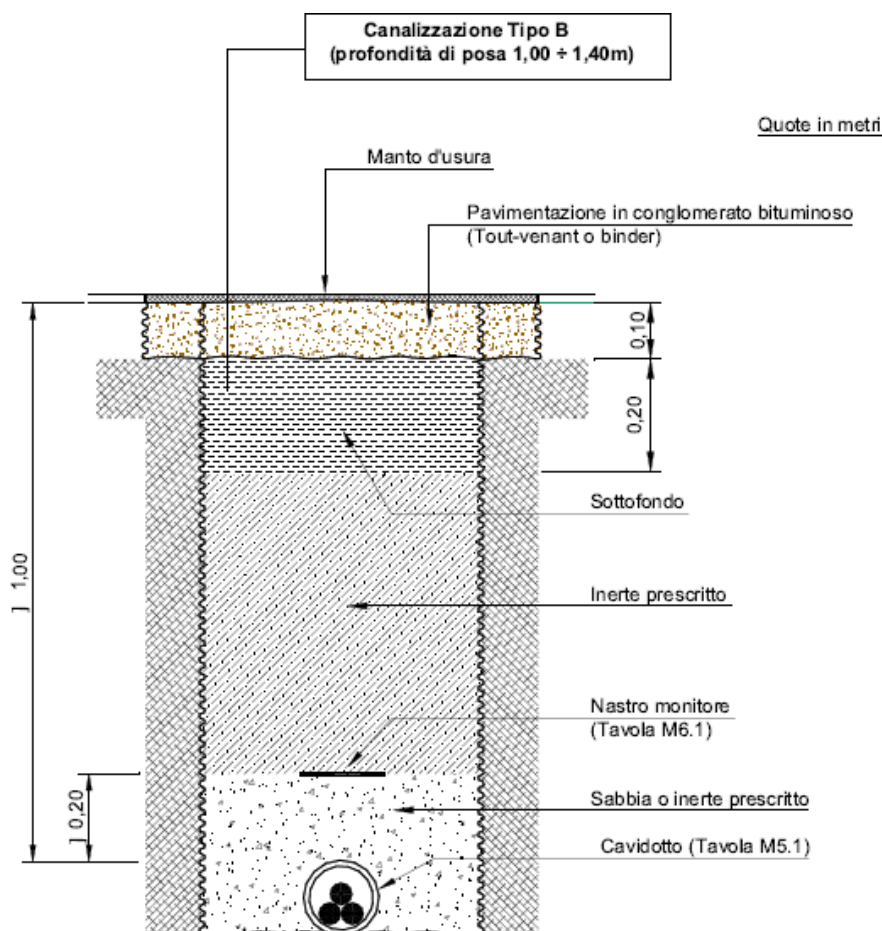 Canalizzazione Tipo B
(profondità di posa 1,00 ÷ 1,40m)
Quote in metri
Manto d'usura
Pavimentazione in conglomerato bituminoso
(Tout-venant o binder)
0,10
0,20
Sottofondo
] 1,00
Inerte prescritto
Nastro monitore
(Tavola M6.1)
] 0,20
Sabbia o inerte prescritto
Cavidotto (Tavola M5.1)